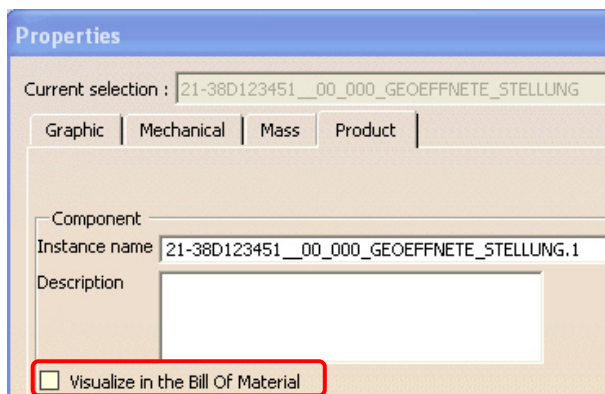 Properties
Current selection : 21-38D123451__00_000_GEOEFFNETE_STELLUNG
Graphic Mechanical Mass Product
Component
Instance name 21-38D123451__00_000_GEOEFFNETE_STELLUNG.1
Description
Visualize in the Bill Of Material